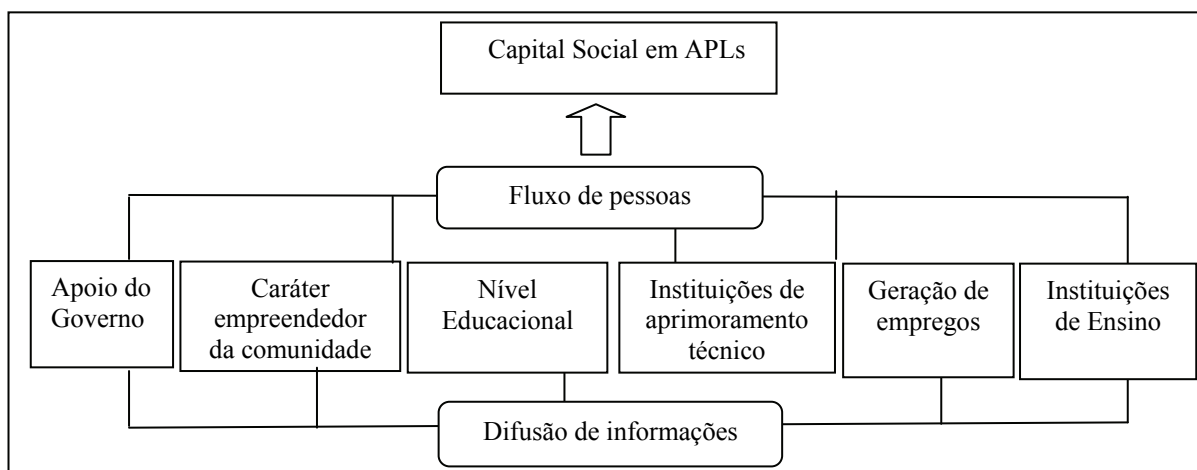 Capital Social em APLs
Fluxo de pessoas
Apoio do
Governo
Caráter
empreendedor
da comunidade
Nível
Educacional
Instituições de
aprimoramento
técnico
Geração de
empregos
Instituições
de Ensino
Difusão de informações